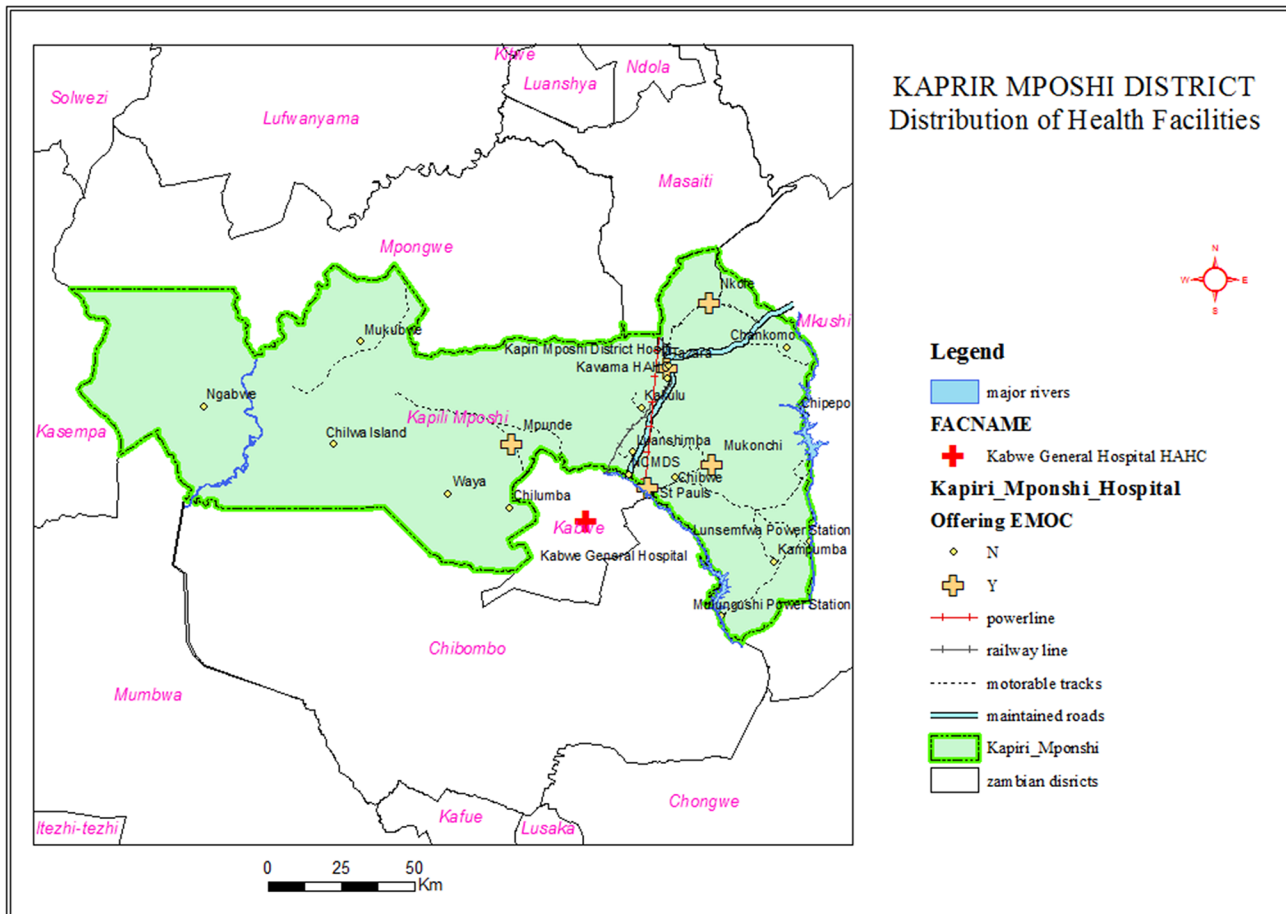 KAPRIR MPOSHI DISTRICT
Distribution of Health Facilities
Kitwe
Ndola
Luanshya
Solwezi
Lufwanyama
Masaiti
Mpongwe
Nkole
Mkushi
Mukubwe
Chankomo
Kapiri Mposhi District Hospi
Tazara
Kawama HAHC
Ngabwe
Kakulu
Chipepo
Kapili Mposhi
Kasempa
Mpunde
Chilwa Island
Lwanshimba
Mukonchi
NCMDS
Chibwe
Waya
St Pauls
Chilumba
Kabwe
Lunsemfwa Power Station
Kabwe General Hospital
Kampumba
Mulungushi Power Station
Chibombo
Mumbwa
Chongwe
Kafue
Lusaka
Itezhi-tezhi
0 25 50
Km
N
W E
S
Legend
major rivers
FACNAME
Kabwe General Hospital HAHC
Kapiri_Mponshi_Hospital
Offering EMOC
N
Y
powerline
railway line
motorable tracks
maintained roads
Kapiri_Mponshi
zambian disricts